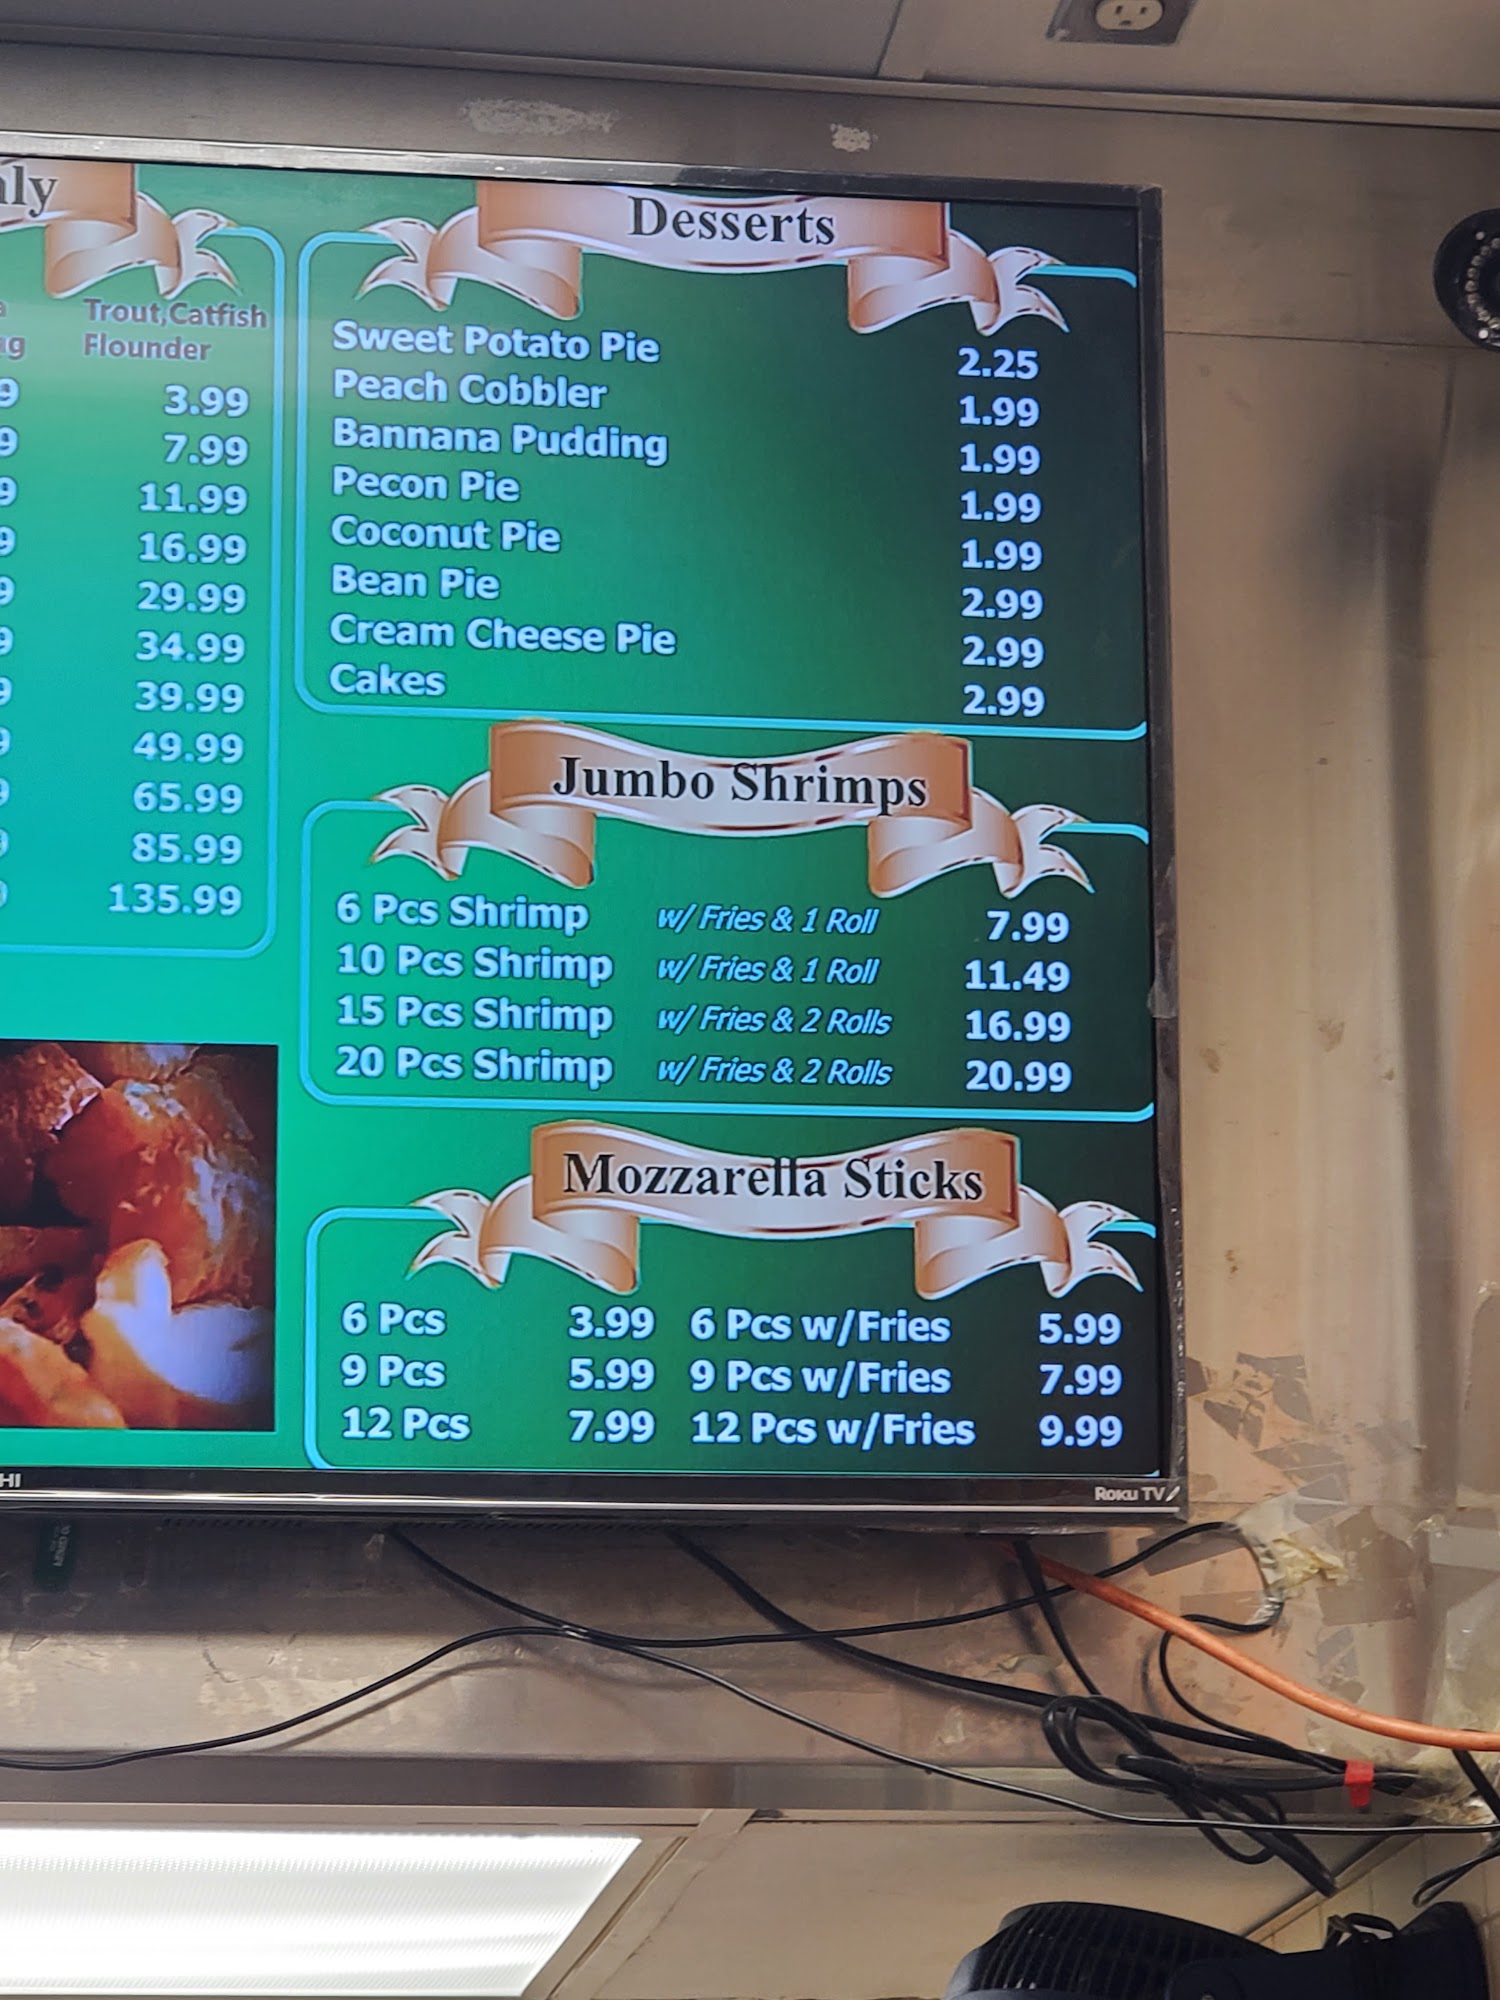 Trout,Catfish
Flounder
3.99
7.99
11.99
16.99
29.99
34.99
39.99
49.99
65.99
85.99
135.99
Desserts
Sweet Potato Pie 2.25
Peach Cobbler 1.99
Bannana Pudding 1.99
Pecon Pie 1.99
Coconut Pie 1.99
Bean Pie 2.99
Cream Cheese Pie 2.99
Cakes 2.99
Jumbo Shrimps
6 Pcs Shrimp w/ Fries & 1 Roll 7.99
10 Pcs Shrimp w/ Fries & 1 Roll 11.49
15 Pcs Shrimp w/ Fries & 2 Rolls 16.99
20 Pcs Shrimp w/ Fries & 2 Rolls 20.99
Mozzarella Sticks
6 Pcs 3.99 6 Pcs w/Fries 5.99
9 Pcs 5.99 9 Pcs w/Fries 7.99
12 Pcs 7.99 12 Pcs w/Fries 9.99
Roku TV